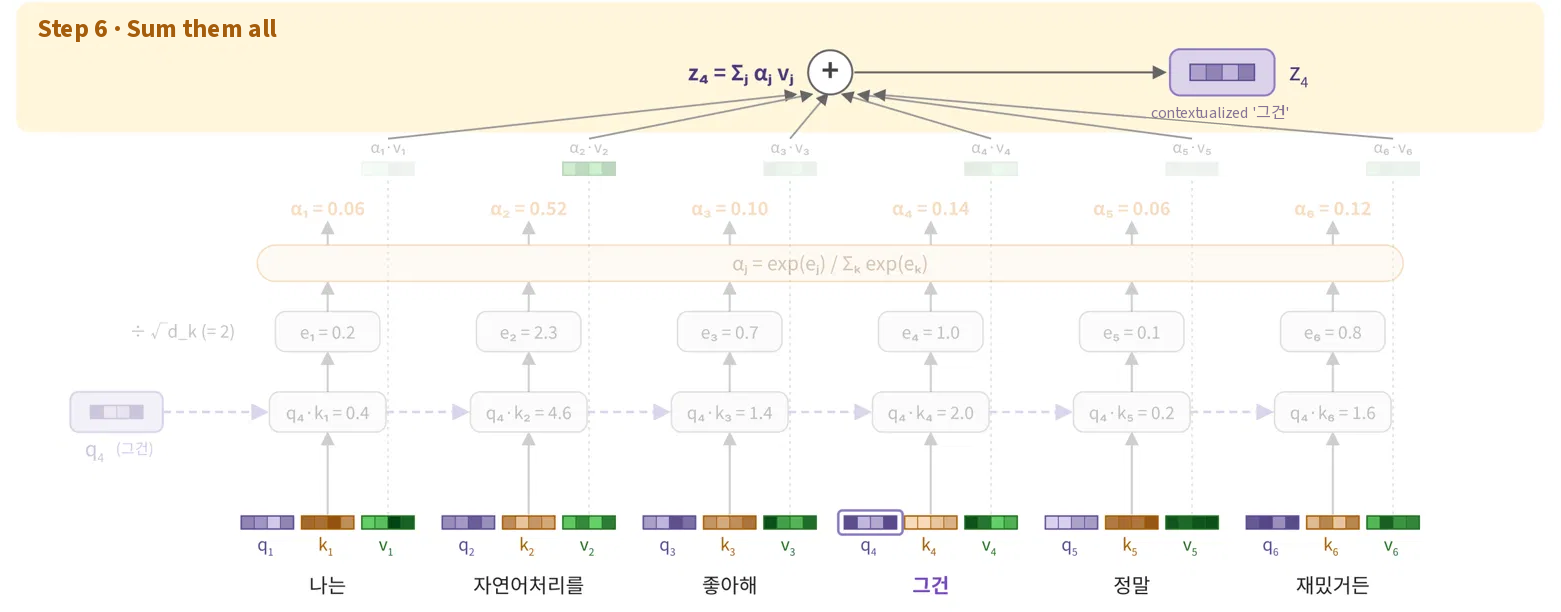 Step 6 · Sum them all
z₄ = Σⱼ αⱼ vⱼ + z₄
contextualized '그건'
α₁·v₁ α₂·v₂ α₃·v₃ α₄·v₄ α₅·v₅ α₆·v₆
α₁ = 0.06 α₂ = 0.52 α₃ = 0.10 α₄ = 0.14 α₅ = 0.06 α₆ = 0.12
αⱼ = exp(eⱼ) / Σₖ exp(eₖ)
÷ √d_k (= 2) e₁ = 0.2 e₂ = 2.3 e₃ = 0.7 e₄ = 1.0 e₅ = 0.1 e₆ = 0.8
q₄·k₁ = 0.4 q₄·k₂ = 4.6 q₄·k₃ = 1.4 q₄·k₄ = 2.0 q₄·k₅ = 0.2 q₄·k₆ = 1.6
q₄ (그건)
q₁ k₁ v₁ q₂ k₂ v₂ q₃ k₃ v₃ q₄ k₄ v₄ q₅ k₅ v₅ q₆ k₆ v₆
나는 자연어처리를 좋아해 그건 정말 재밌거든